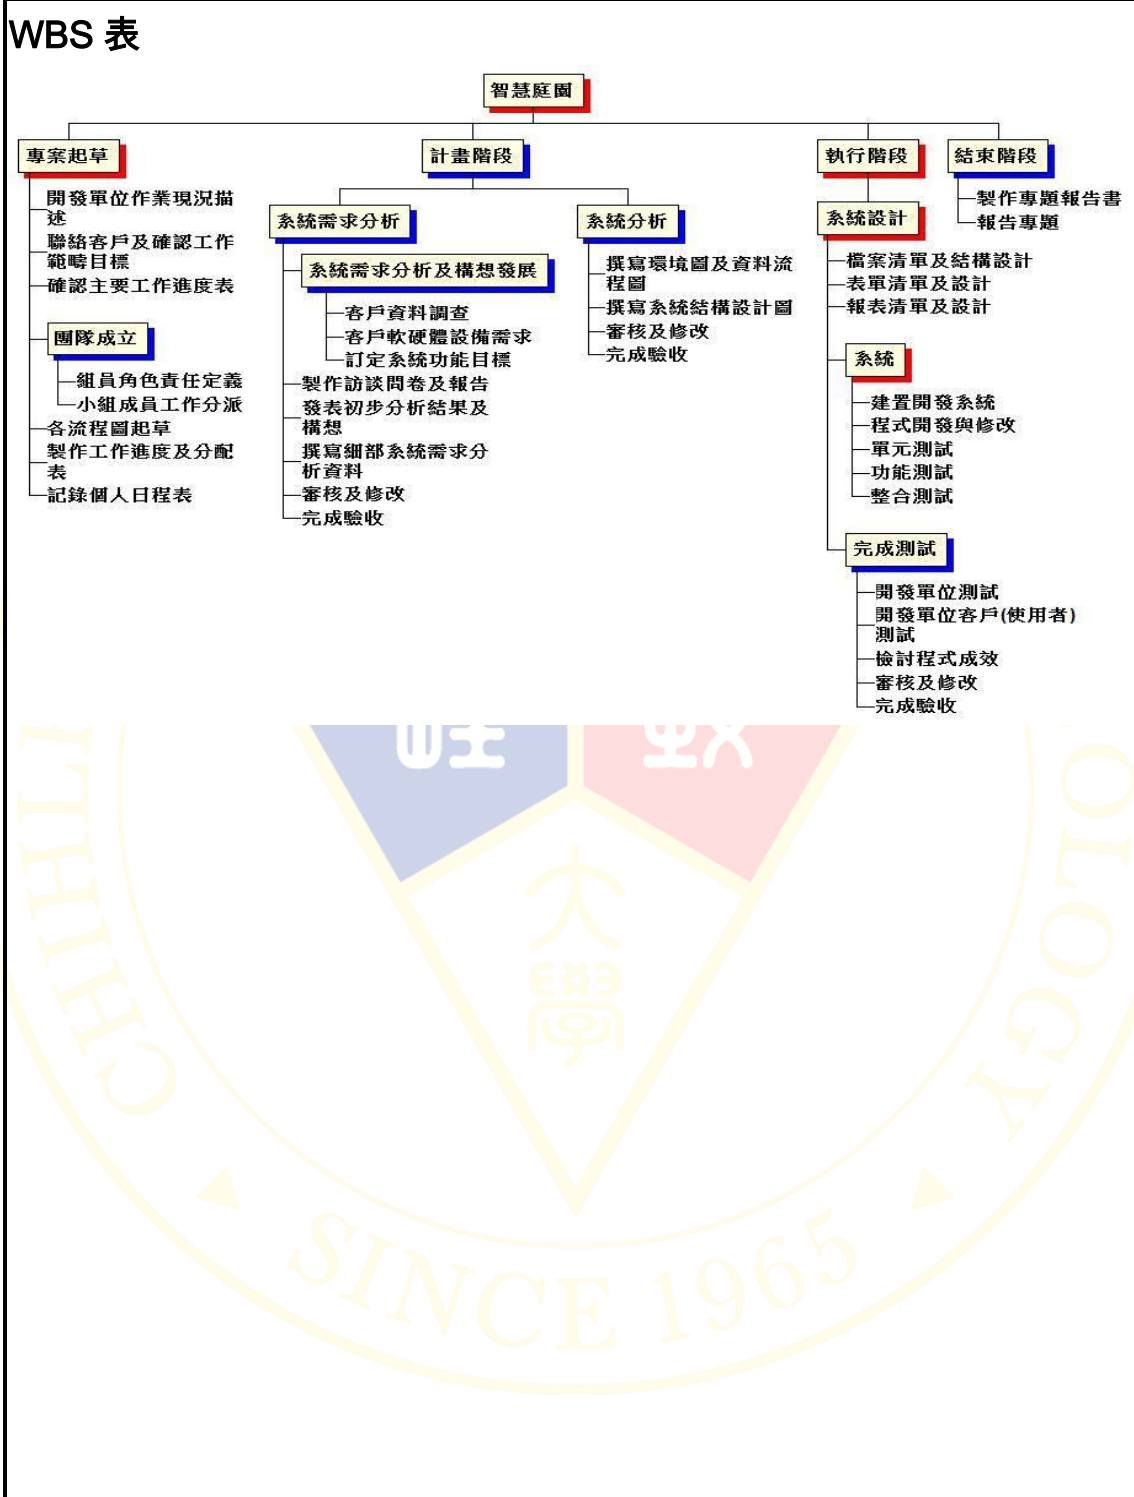 WBS 表
智慧庭園
專案起草
開發單位作業現況描
述
聯絡客戶及確認工作
範疇目標
確認主要工作進度表
團隊成立
組員角色責任定義
小組成員工作分派
各流程圖起草
製作工作進度及分配
表
記錄個人日程表
計畫階段
系統需求分析
系統需求分析及構想發展
客戶資料調查
客戶軟硬體設備需求
訂定系統功能目標
製作訪談問卷及報告
發表初步分析結果及
構想
撰寫細部系統需求分
析資料
審核及修改
完成驗收
系統分析
撰寫環境圖及資料流
程圖
撰寫系統結構設計圖
審核及修改
完成驗收
執行階段
系統設計
檔案清單及結構設計
表單清單及設計
報表清單及設計
系統
建置開發系統
程式開發與修改
單元測試
功能測試
整合測試
完成測試
開發單位測試
開發單位客戶(使用者)
測試
檢討程式成效
審核及修改
完成驗收
結束階段
製作專題報告書
報告專題
大
學
CHIHLI
OLOGY
SINCE 1965